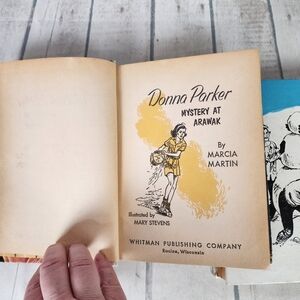 Donna Parker
MYSTERY AT
ARAWAK
By
MARCIA
MARTIN
Illustrated by
MARY STEVENS
WHITMAN PUBLISHING COMPANY
Racine, Wisconsin